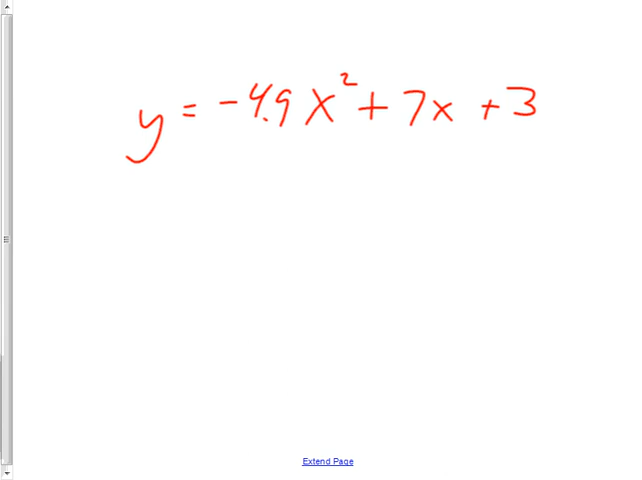 y = -4.9x² + 7x + 3
Extend Page